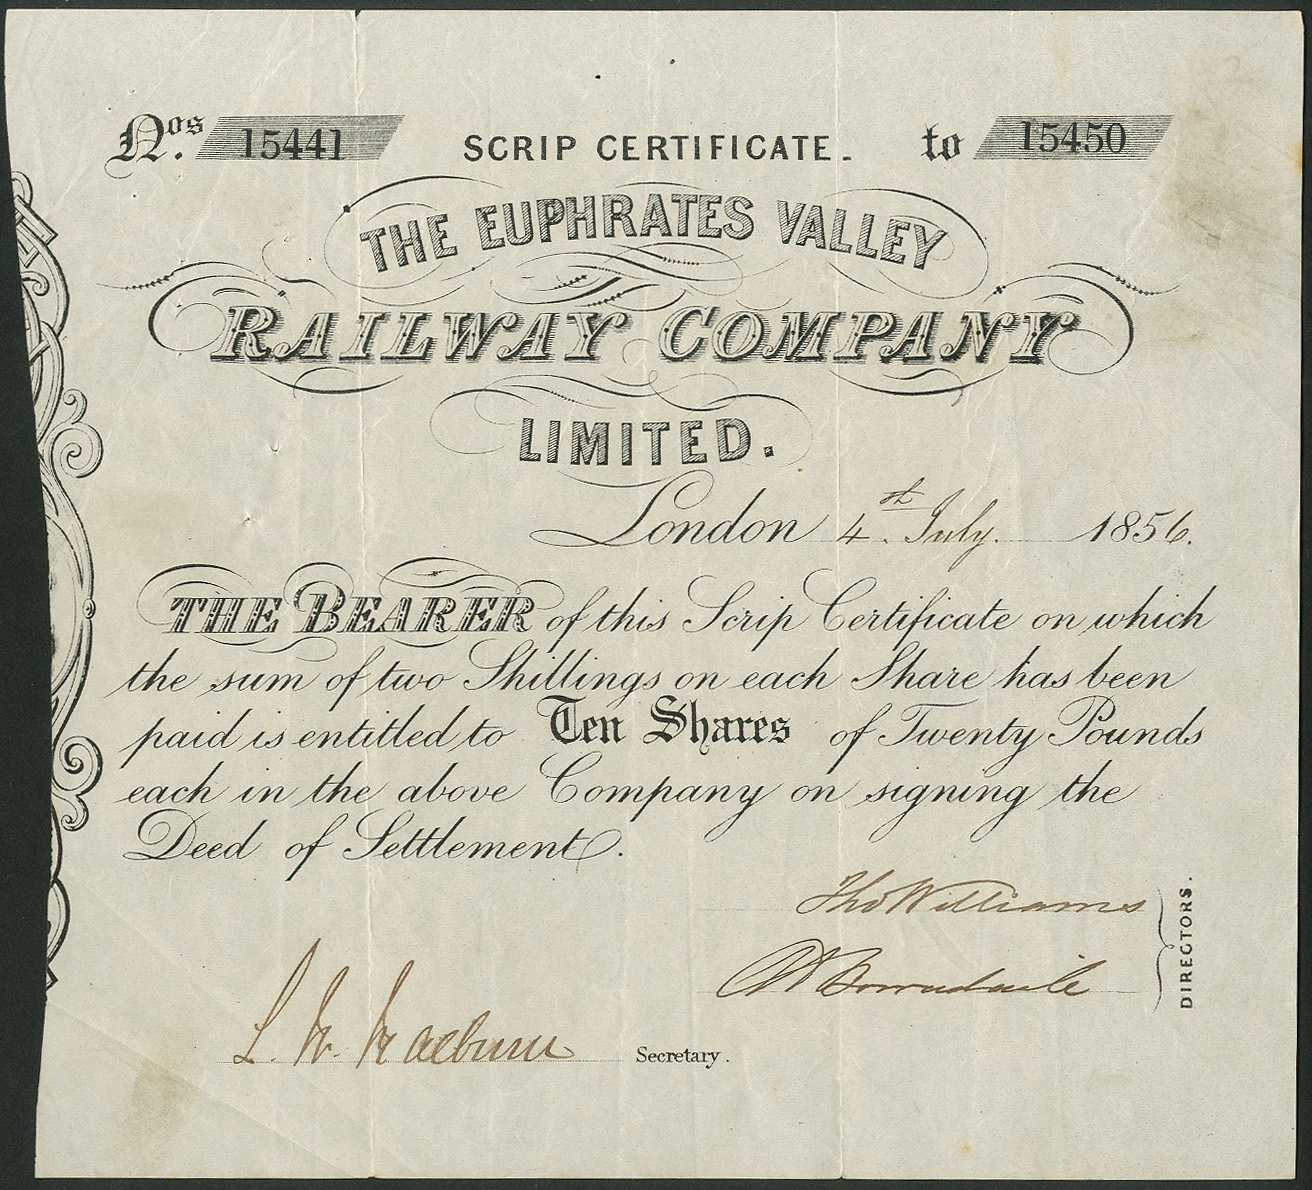 Nos. 15441 SCRIP CERTIFICATE. to 15450
THE EUPHRATES VALLEY
RAILWAY COMPANY
LIMITED.
London 4th July. 1856.
THE BEARER of this Scrip Certificate on which
the sum of two Shillings on each Share has been
paid is entitled to Ten Shares of Twenty Pounds
each in the above Company on signing the
Deed of Settlement.
Tho Williams
DIRECTORS.
Secretary.